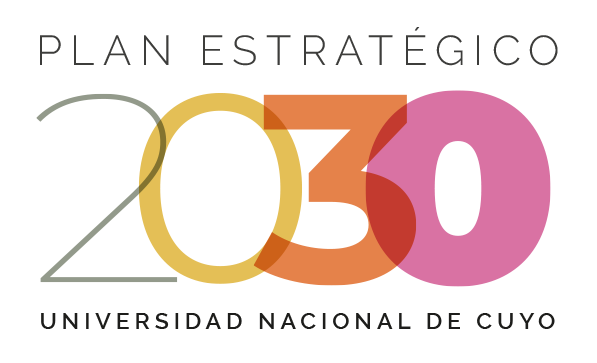 PLAN ESTRATÉGICO
2030
UNIVERSIDAD NACIONAL DE CUYO